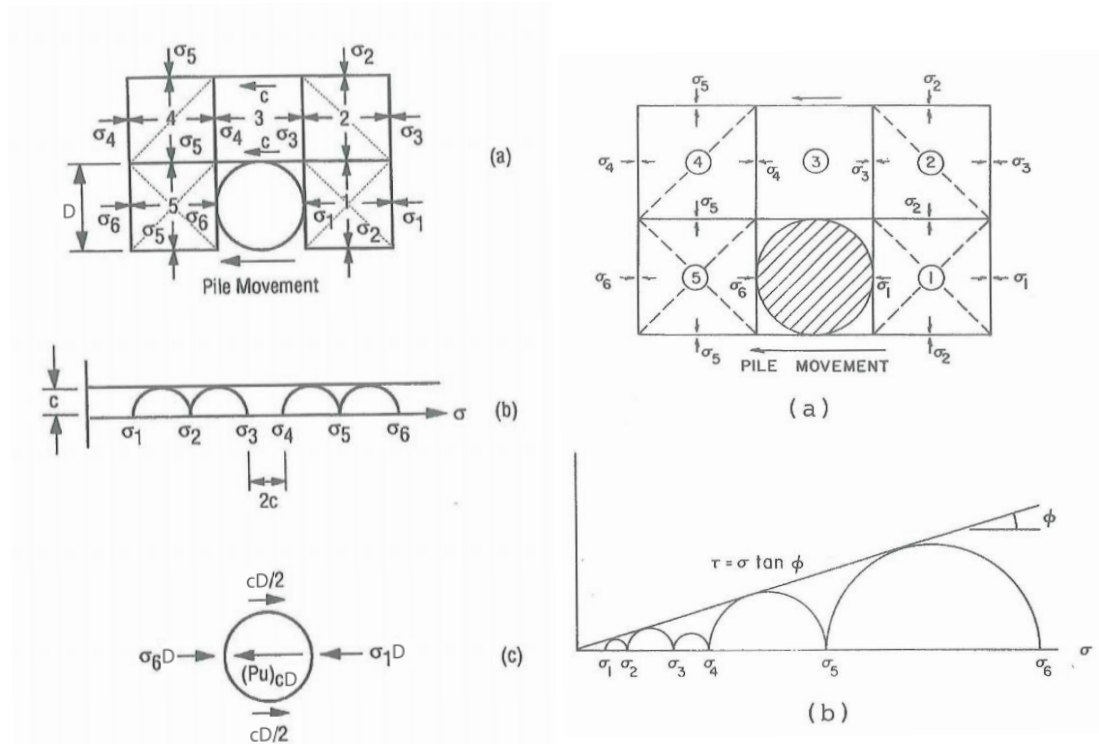 σ5 σ2
c
σ4 4 σ4 3 σ3 2 σ3
σ5 c
(a)
D
σ6 5 σ6 σ1 1 σ1
σ5 σ2
Pile Movement
c
σ
(b)
σ1 σ2 σ3 σ4 σ5 σ6
2c
cD/2
σ6D (Pu)cD σ1D
(c)
cD/2
σ5 σ2
σ4 4 σ4 3 σ3 2 σ3
σ5 σ2
σ6 5 σ6 σ1 1 σ1
σ5 σ2
PILE MOVEMENT
(a)
τ = σ tan ϕ
ϕ
σ1 σ2 σ3 σ4 σ5 σ6 σ
(b)